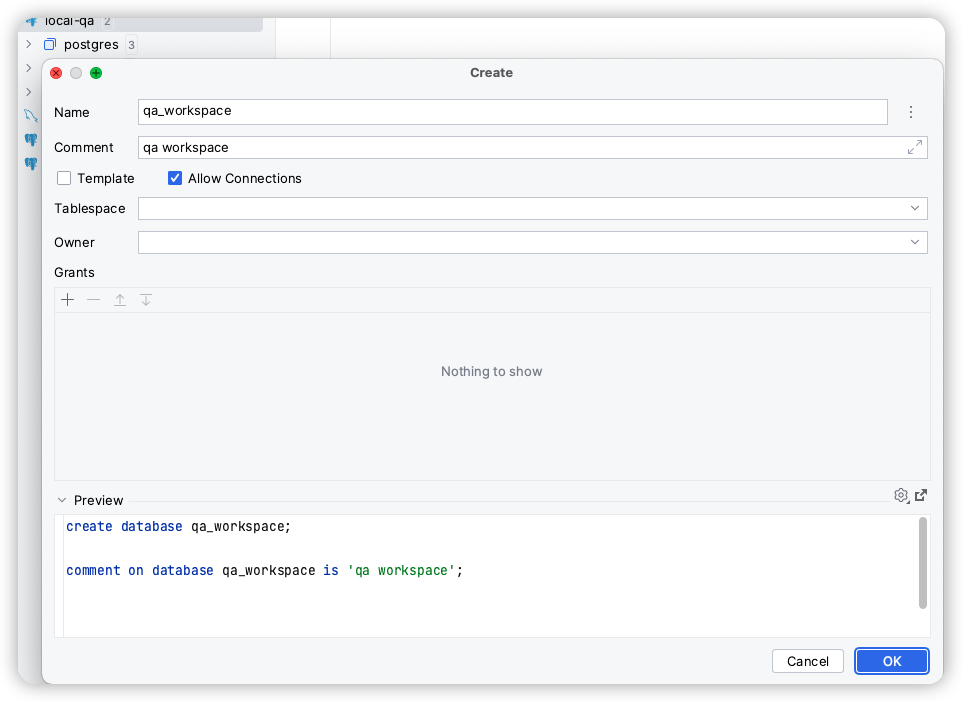 local-qa 2
postgres 3
Create
Name qa_workspace
Comment qa workspace
Template Allow Connections
Tablespace
Owner
Grants
Nothing to show
Preview
create database qa_workspace;
comment on database qa_workspace is 'qa workspace';
Cancel OK